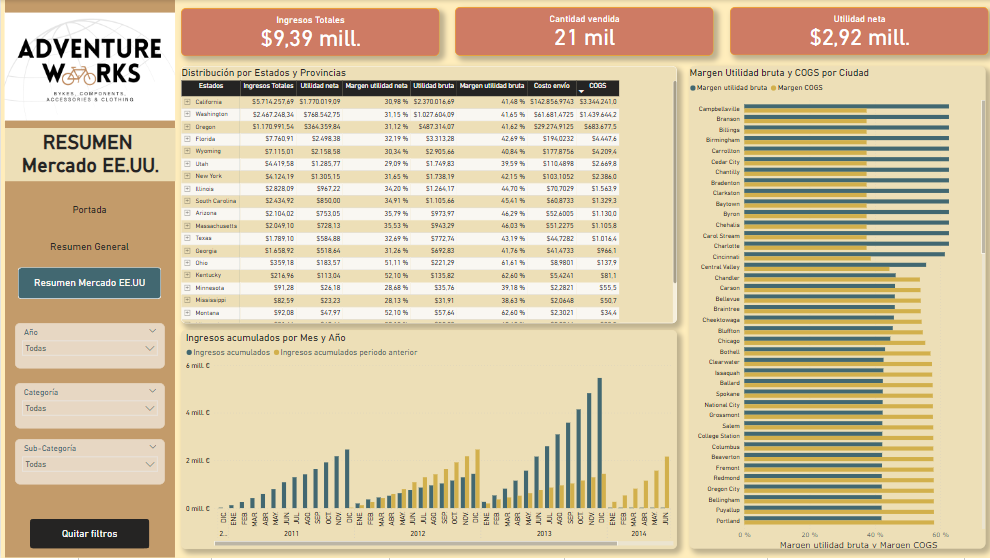 ADVENTURE
WORKS
BYKES, COMPONENTS,
ACCESSORIES & CLOTHING
RESUMEN
Mercado EE.UU.
Portada
Resumen General
Resumen Mercado EE.UU
Año
Todas
Categoría
Todas
Sub-Categoría
Todas
Quitar filtros
Ingresos Totales
$9,39 mill.
Cantidad vendida
21 mil
Utilidad neta
$2,92 mill.
Distribución por Estados y Provincias
Estados Ingresos Totales Utilidad neta Margen utilidad neta Utilidad bruta Margen utilidad bruta Costo envío COGS
California $5.714.257,69 $1.770.019,09 30,98 % $2.370.016,69 41,48 % $142.856,9743 $3.344.241,0
Washington $2.467.248,34 $768.542,75 31,15 % $1.027.604,09 41,65 % $61.681,4725 $1.439.644,2
Oregon $1.170.991,54 $364.359,84 31,12 % $487.314,07 41,62 % $29.274,9125 $683.677,5
Florida $7.760,91 $2.498,38 32,19 % $3.313,28 42,69 % $194,0232 $4.447,6
Wyoming $7.115,01 $2.158,58 30,34 % $2.905,66 40,84 % $177,8756 $4.209,4
Utah $4.419,58 $1.285,77 29,09 % $1.749,83 39,59 % $110,4898 $2.669,8
New York $4.124,19 $1.305,15 31,65 % $1.738,19 42,15 % $103,1052 $2.386,0
Illinois $2.828,09 $967,22 34,20 % $1.264,17 44,70 % $70,7029 $1.563,9
South Carolina $2.434,92 $850,00 34,91 % $1.105,66 45,41 % $60,8733 $1.329,3
Arizona $2.104,02 $753,05 35,79 % $973,97 46,29 % $52,6005 $1.130,0
Massachusetts $2.049,10 $728,13 35,53 % $943,29 46,03 % $51,2275 $1.105,8
Texas $1.789,10 $584,88 32,69 % $772,74 43,19 % $44,7282 $1.016,4
Georgia $1.658,92 $518,64 31,26 % $692,83 41,76 % $41,4733 $966,1
Ohio $359,18 $183,57 51,11 % $221,29 61,61 % $8,9801 $137,9
Kentucky $216,96 $113,04 52,10 % $135,82 62,60 % $5,4241 $81,1
Minnesota $91,28 $26,18 28,68 % $35,76 39,18 % $2,2821 $55,5
Mississippi $82,59 $23,23 28,13 % $31,91 38,63 % $2,0648 $50,7
Montana $92,08 $47,97 52,10 % $57,64 62,60 % $2,3021 $34,4
Ingresos acumulados por Mes y Año
Ingresos acumulados Ingresos acumulados periodo anterior
6 mill. €
4 mill. €
2 mill. €
0 mill. €
DIC ENE FEB MAR ABR MAY JUN JUL AGO SEP OCT NOV DIC ENE FEB MAR ABR MAY JUN JUL AGO SEP OCT NOV DIC ENE FEB MAR ABR MAY JUN JUL AGO SEP OCT NOV DIC ENE FEB MAR ABR MAY JUN
2... 2011 2012 2013 2014
Margen Utilidad bruta y COGS por Ciudad
Margen utilidad bruta Margen COGS
Campbellsville
Branson
Billings
Birmingham
Carrollton
Cedar City
Chantilly
Bradenton
Clarkston
Baytown
Byron
Chehalis
Carol Stream
Charlotte
Cincinnati
Central Valley
Chandler
Carson
Bellevue
Braintree
Cheektowaga
Bluffton
Chicago
Bothell
Clearwater
Issaquah
Ballard
Spokane
National City
Grossmont
Salem
College Station
Columbus
Beaverton
Fremont
Redmond
Oregon City
Bellingham
Puyallup
Portland
0 % 20 % 40 % 60 %
Margen utilidad bruta y Margen COGS